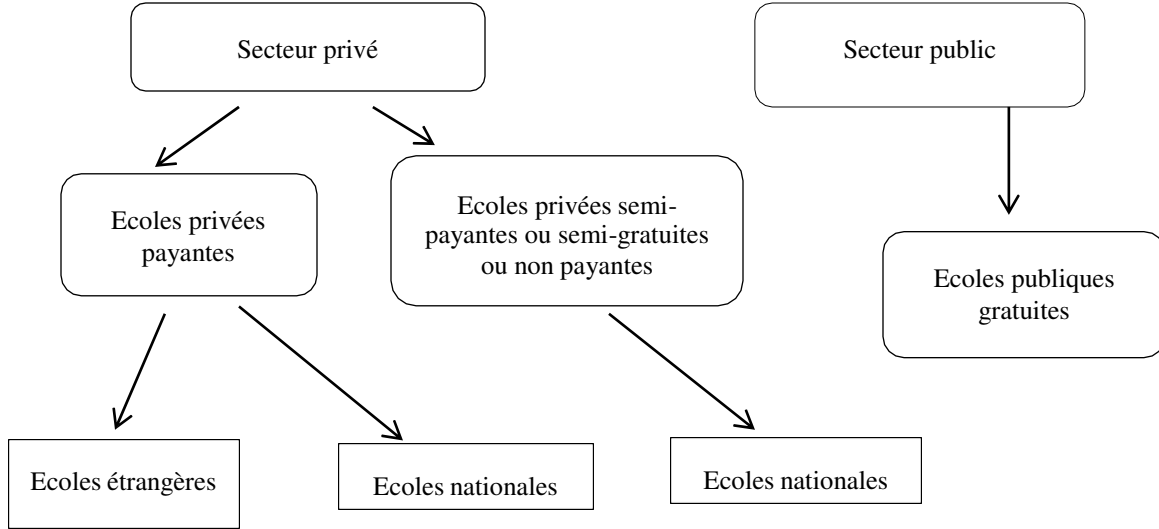 Secteur privé
Secteur public
Ecoles privées
payantes
Ecoles privées semi-
payantes ou semi-gratuites
ou non payantes
Ecoles publiques
gratuites
Ecoles étrangères
Ecoles nationales
Ecoles nationales